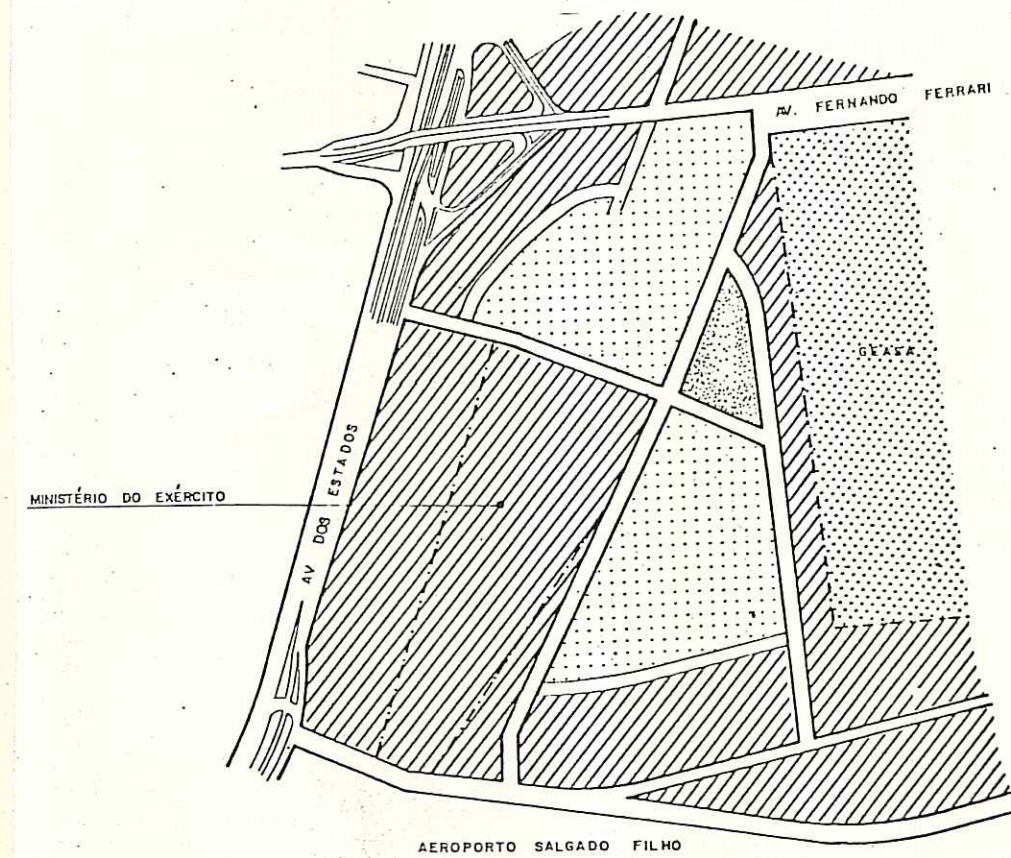 AV. FERNANDO FERRARI
CEASA
AV DOS ESTADOS
MINISTÉRIO DO EXÉRCITO
AEROPORTO SALGADO FILHO